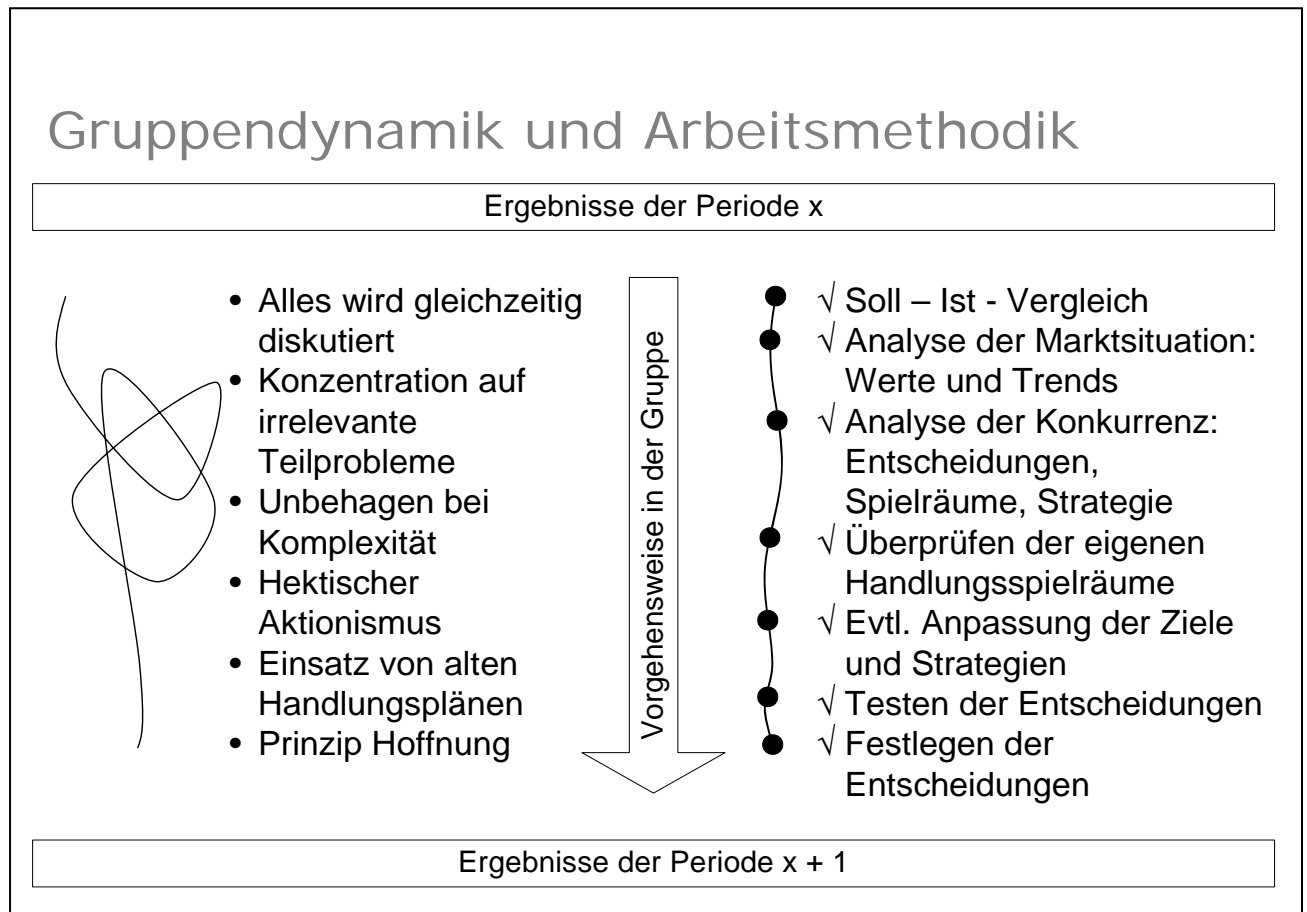 Gruppendynamik und Arbeitsmethodik
Ergebnisse der Periode x
• Alles wird gleichzeitig
diskutiert
• Konzentration auf
irrelevante
Teilprobleme
• Unbehagen bei
Komplexität
• Hektischer
Aktionismus
• Einsatz von alten
Handlungsplänen
• Prinzip Hoffnung
Vorgehensweise in der Gruppe
√ Soll – Ist - Vergleich
√ Analyse der Marktsituation:
Werte und Trends
√ Analyse der Konkurrenz:
Entscheidungen,
Spielräume, Strategie
√ Überprüfen der eigenen
Handlungsspielräume
√ Evtl. Anpassung der Ziele
und Strategien
√ Testen der Entscheidungen
√ Festlegen der
Entscheidungen
Ergebnisse der Periode x + 1